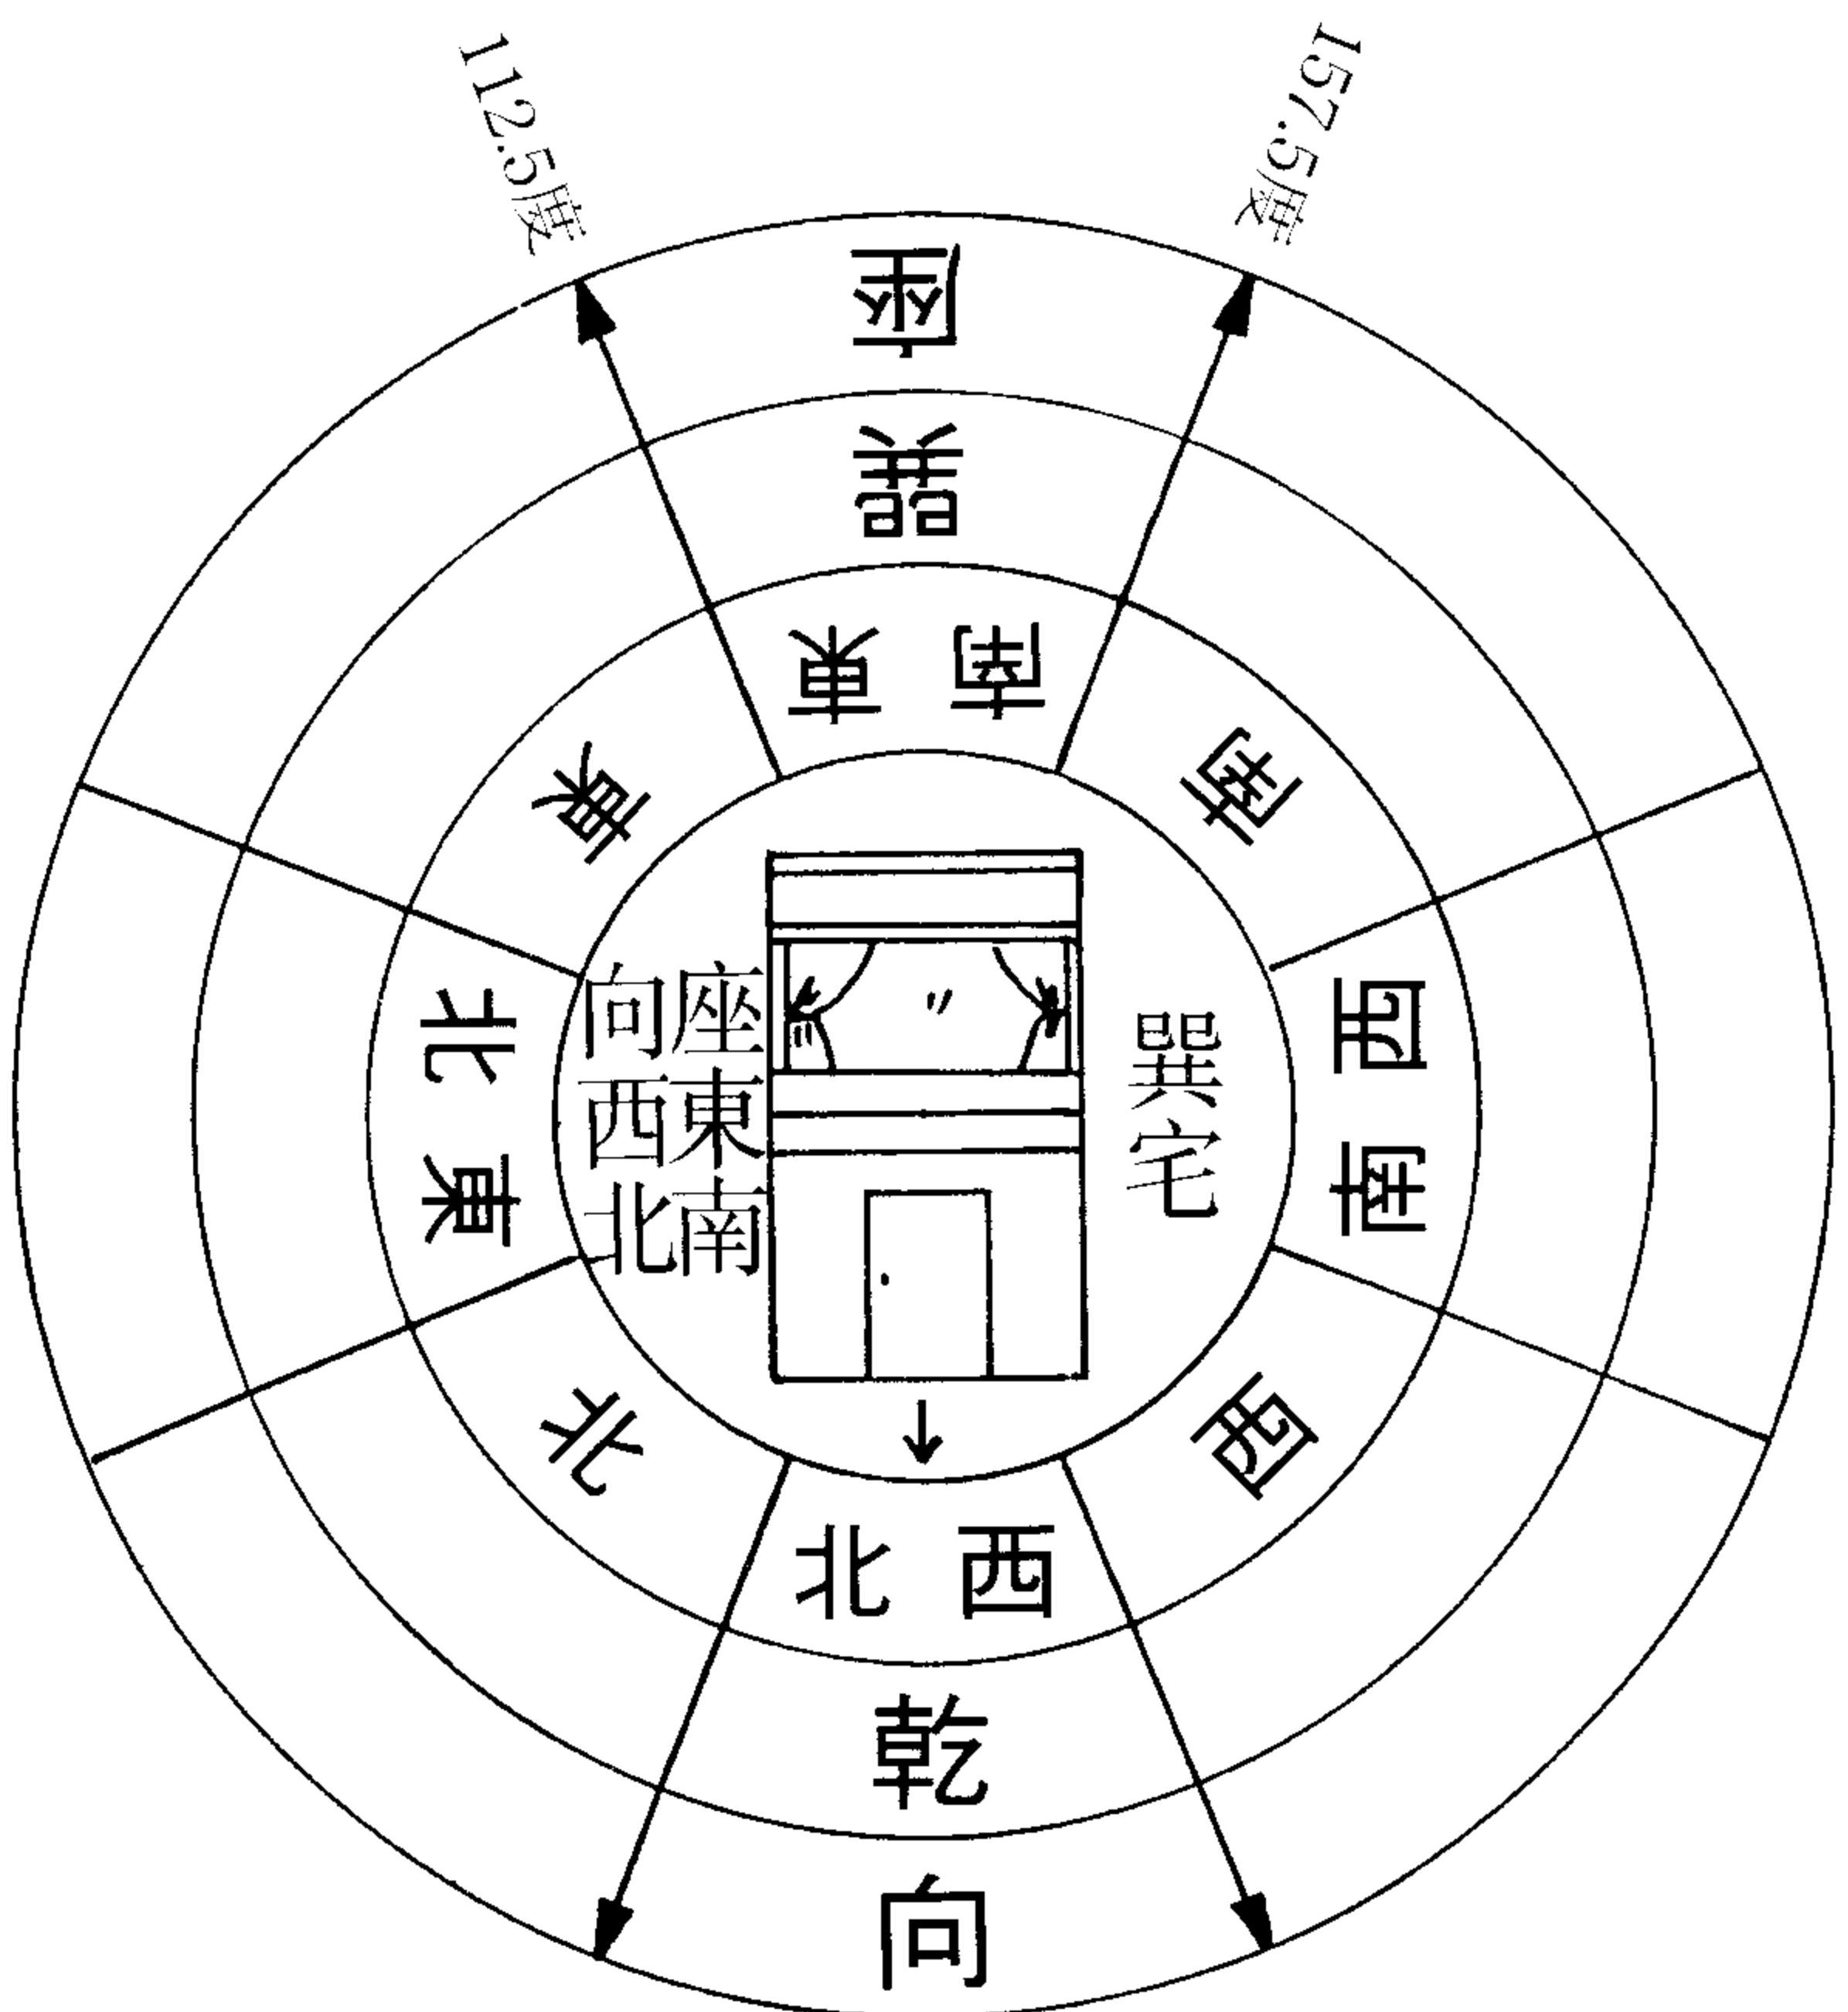 112.5度
157.5度
座
巽
東南
東
南
北東
西南
座東南
向西北
巽宅
北
西
北西
乾
向